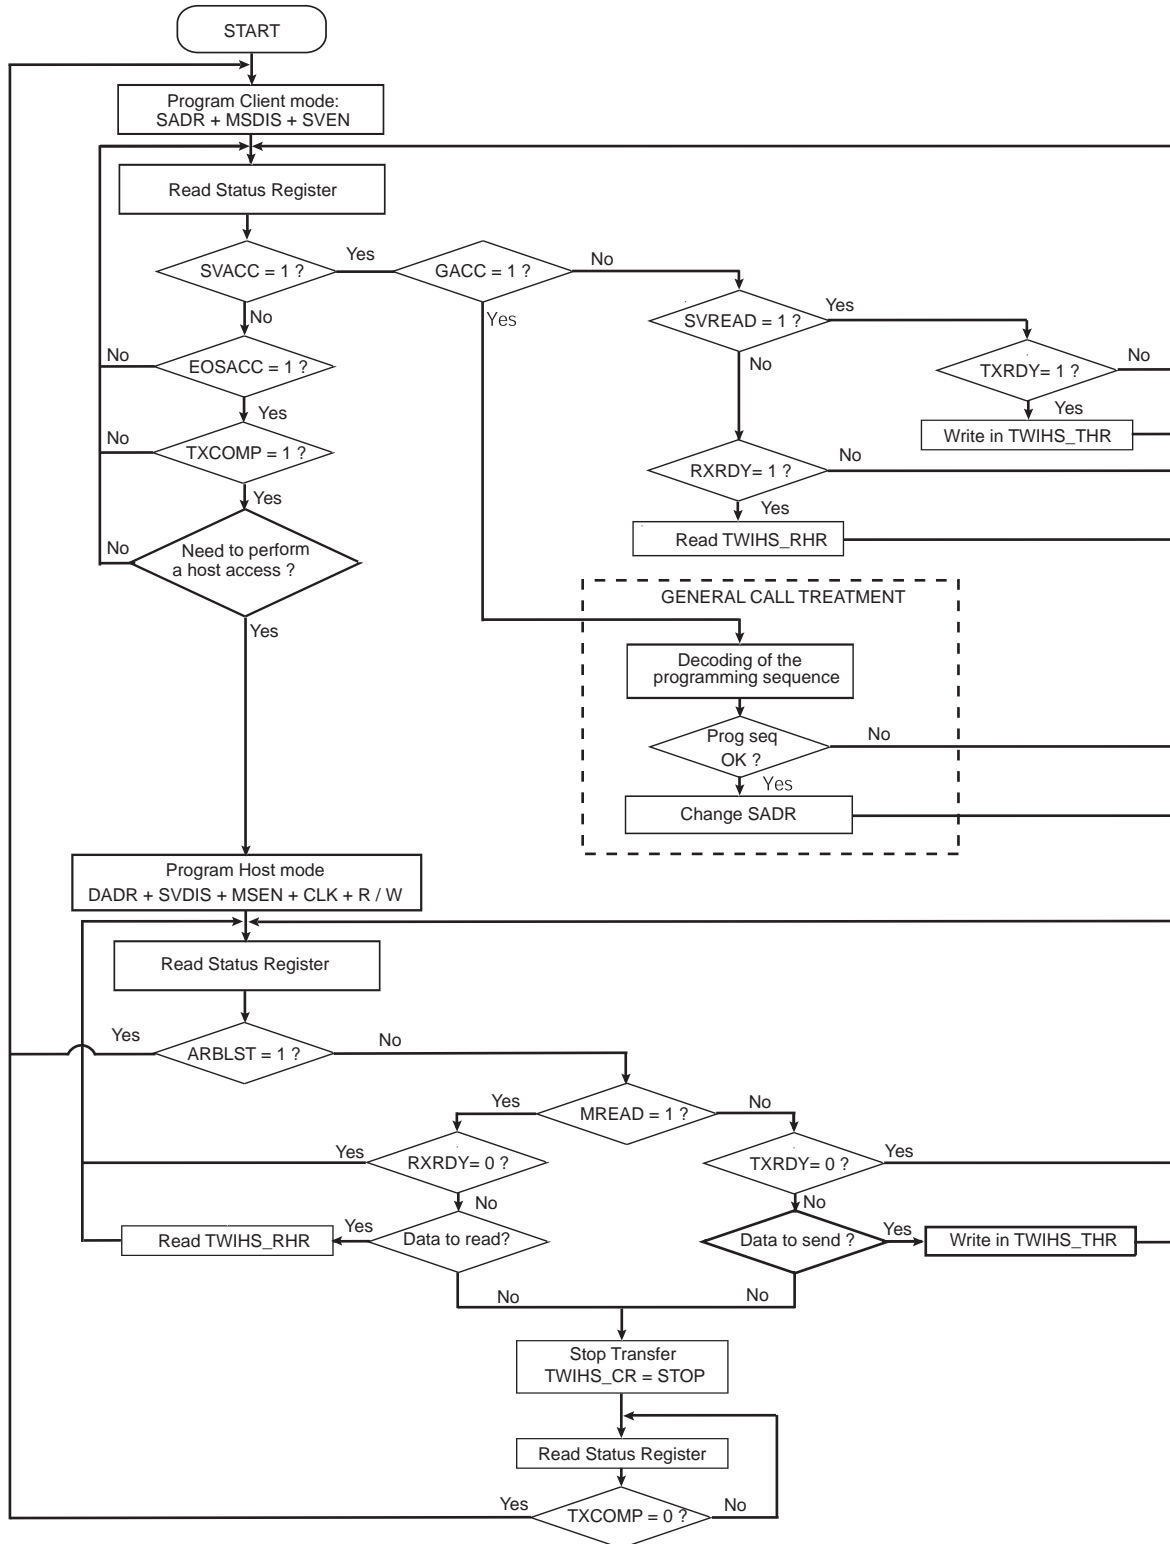 START
Program Client mode:
SADR + MSDIS + SVEN
Read Status Register
SVACC = 1 ?
Yes
GACC = 1 ?
No
SVREAD = 1 ?
Yes
No
Yes
EOSACC = 1 ?
No
No
TXRDY= 1 ?
No
Yes
Yes
Write in TWIHS_THR
TXCOMP = 1 ?
No
RXRDY= 1 ?
No
Yes
Yes
Read TWIHS_RHR
Need to perform
a host access ?
No
Yes
GENERAL CALL TREATMENT
Decoding of the
programming sequence
Prog seq
OK ?
No
Yes
Change SADR
Program Host mode
DADR + SVDIS + MSEN + CLK + R / W
Read Status Register
Yes
ARBLST = 1 ?
No
Yes
MREAD = 1 ?
No
Yes
RXRDY= 0 ?
TXRDY= 0 ?
Yes
No
No
Read TWIHS_RHR
Yes
Data to read?
Data to send ?
Yes
Write in TWIHS_THR
No
No
Stop Transfer
TWIHS_CR = STOP
Read Status Register
Yes
TXCOMP = 0 ?
No